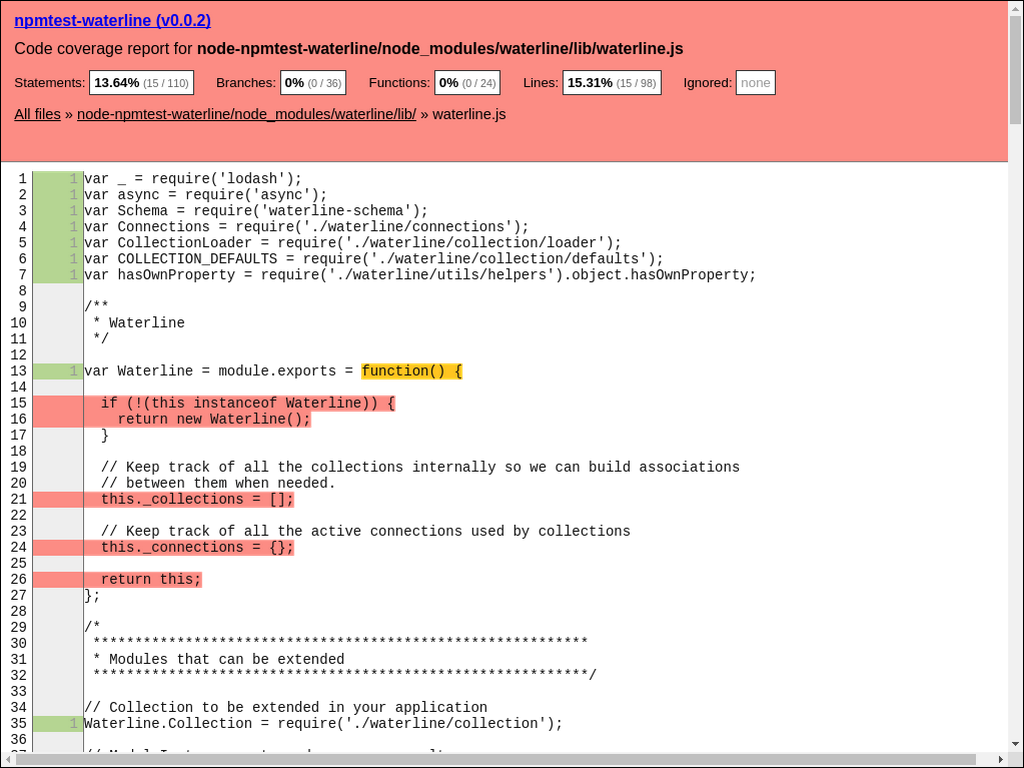 npmtest-waterline (v0.0.2)
Code coverage report for node-npmtest-waterline/node_modules/waterline/lib/waterline.js
Statements: 13.64% (15 / 110) Branches: 0% (0 / 36) Functions: 0% (0 / 24) Lines: 15.31% (15 / 98) Ignored: none
All files » node-npmtest-waterline/node_modules/waterline/lib/ » waterline.js
1 1 var _ = require('lodash');
2 1 var async = require('async');
3 1 var Schema = require('waterline-schema');
4 1 var Connections = require('./waterline/connections');
5 1 var CollectionLoader = require('./waterline/collection/loader');
6 1 var COLLECTION_DEFAULTS = require('./waterline/collection/defaults');
7 1 var hasOwnProperty = require('./waterline/utils/helpers').object.hasOwnProperty;
8
9 /**
10 * Waterline
11 */
12
13 1 var Waterline = module.exports = function() {
14
15 if (!(this instanceof Waterline)) {
16 return new Waterline();
17 }
18
19 // Keep track of all the collections internally so we can build associations
20 // between them when needed.
21 this._collections = [];
22
23 // Keep track of all the active connections used by collections
24 this._connections = {};
25
26 return this;
27 };
28
29 /*
30 ***********************************************************
31 * Modules that can be extended
32 ***********************************************************/
33
34 // Collection to be extended in your application
35 1 Waterline.Collection = require('./waterline/collection');
36